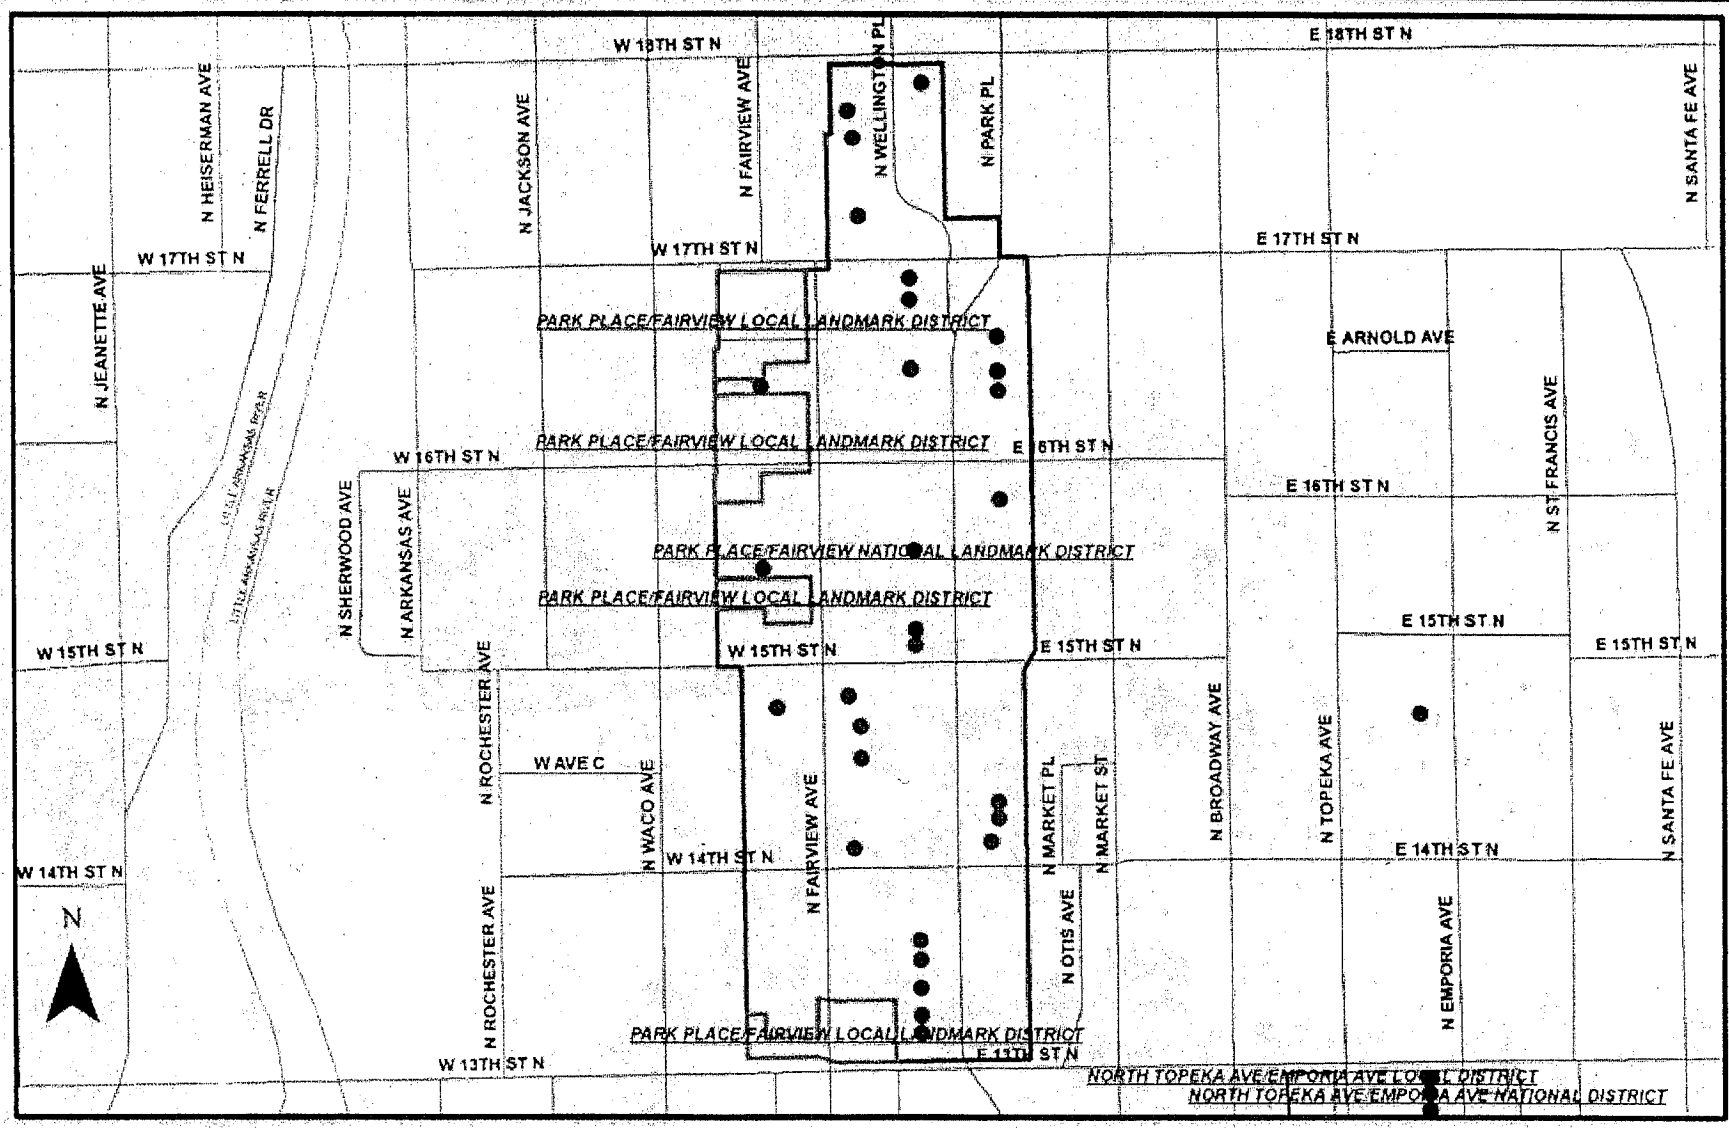 W 18TH ST N
E 18TH ST N
N HEISERMAN AVE
N FERRELL DR
N JACKSON AVE
N FAIRVIEW AVE
N WELLINGTON PL
N PARK PL
N SANTA FE AVE
W 17TH ST N
W 17TH ST N
E 17TH ST N
N JEANETTE AVE
PARK PLACE/FAIRVIEW LOCAL LANDMARK DISTRICT
E ARNOLD AVE
LITTLE ARKANSAS RIVER
N ST FRANCIS AVE
PARK PLACE/FAIRVIEW LOCAL LANDMARK DISTRICT
W 16TH ST N
E 16TH ST N
E 16TH ST N
N SHERWOOD AVE
N ARKANSAS AVE
LITTLE ARKANSAS RIVER
PARK PLACE/FAIRVIEW NATIONAL LANDMARK DISTRICT
PARK PLACE/FAIRVIEW LOCAL LANDMARK DISTRICT
W 15TH ST N
W 15TH ST N
E 15TH ST N
E 15TH ST N
E 15TH ST N
N ROCHESTER AVE
W AVE C
N WACO AVE
N FAIRVIEW AVE
N MARKET PL
N MARKET ST
N BROADWAY AVE
N TOPEKA AVE
N SANTA FE AVE
W 14TH ST N
W 14TH ST N
E 14TH ST N
N
N ROCHESTER AVE
N OTIS AVE
N EMPORIA AVE
PARK PLACE/FAIRVIEW LOCAL LANDMARK DISTRICT
W 13TH ST N
E 13TH ST N
NORTH TOPEKA AVE/EMPORIA AVE LOCAL DISTRICT
NORTH TOPEKA AVE/EMPORIA AVE NATIONAL DISTRICT